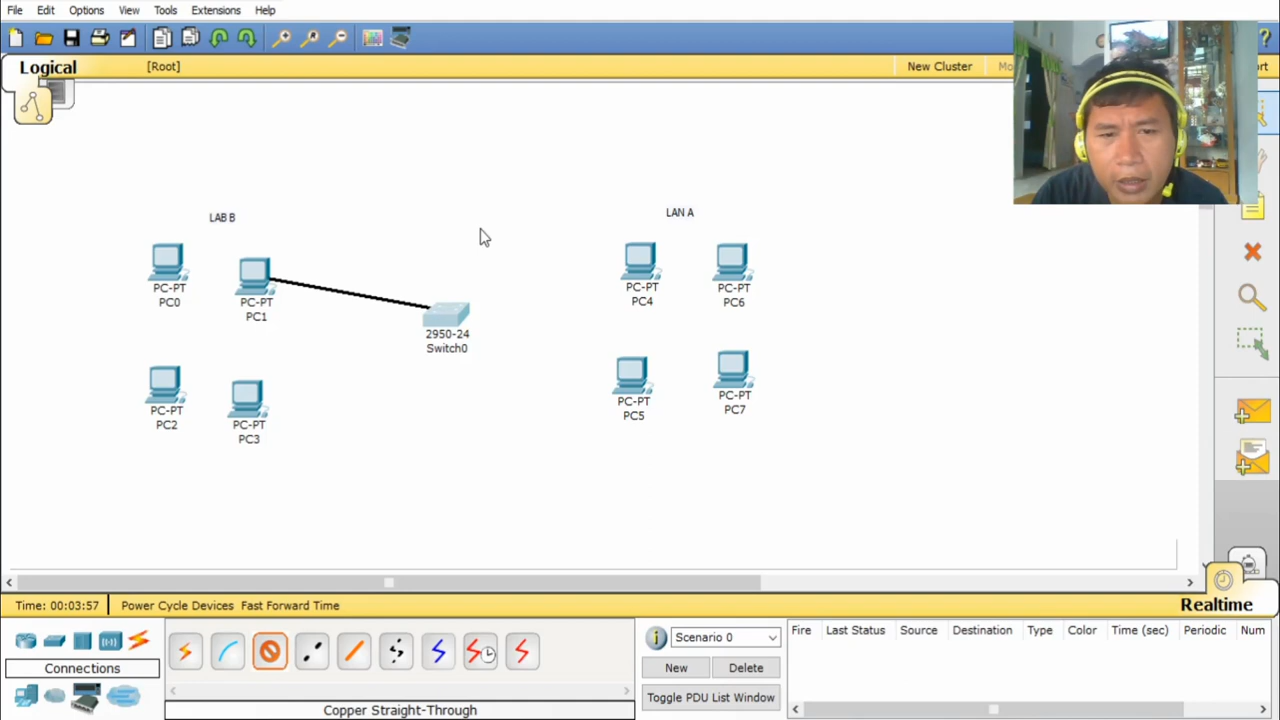 File Edit Options View Tools Extensions Help
Logical [Root] New Cluster
LAB B
LAN A
PC-PT
PC0
PC-PT
PC1
2950-24
Switch0
PC-PT
PC4
PC-PT
PC6
PC-PT
PC2
PC-PT
PC3
PC-PT
PC5
PC-PT
PC7
Time: 00:03:57 Power Cycle Devices Fast Forward Time
Realtime
Connections
Copper Straight-Through
Scenario 0
New Delete
Toggle PDU List Window
Fire Last Status Source Destination Type Color Time (sec) Periodic Num